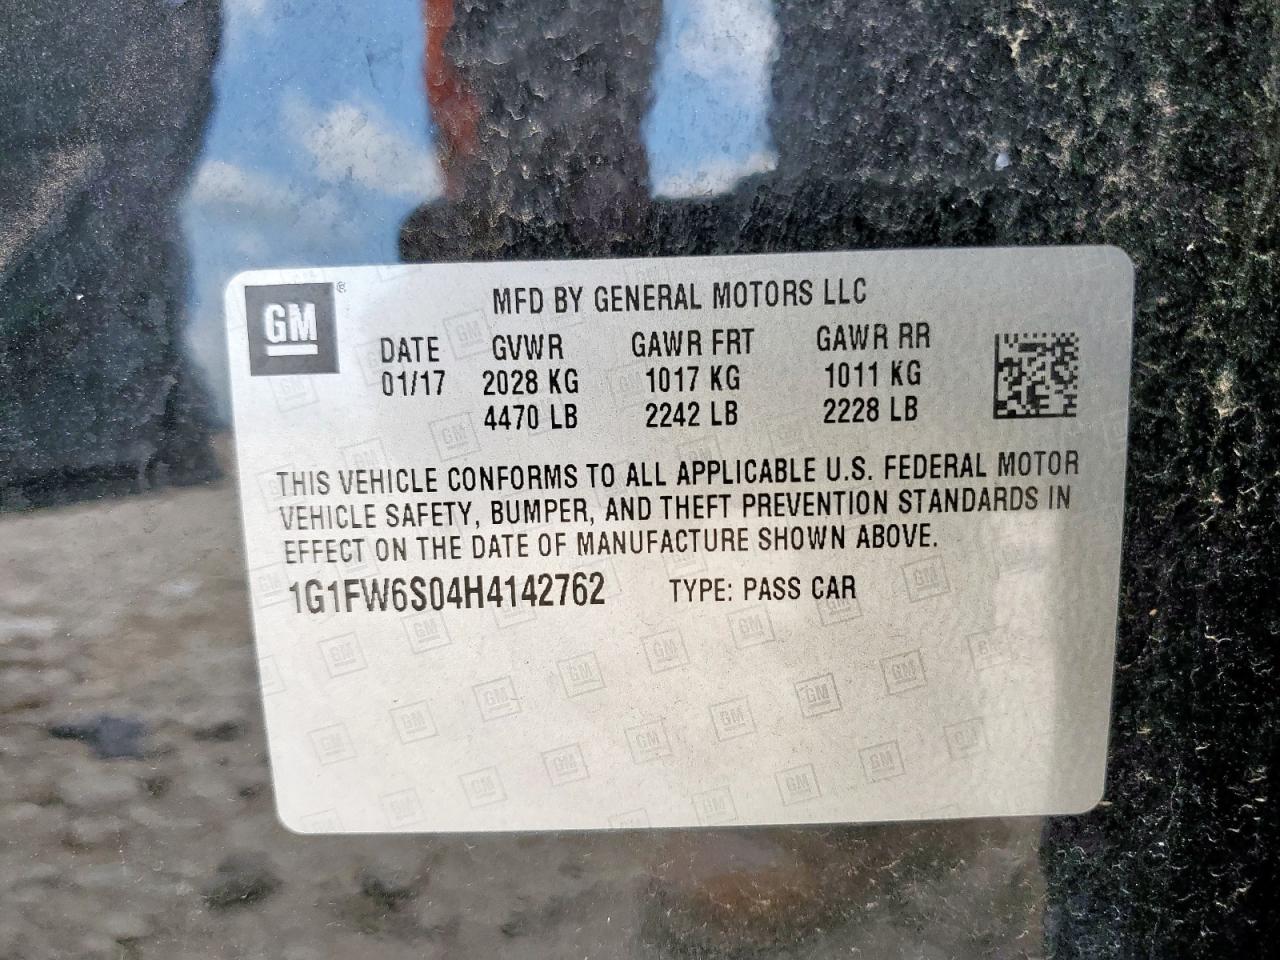 GM ®
MFD BY GENERAL MOTORS LLC
DATE GVWR GAWR FRT GAWR RR
01/17 2028 KG 1017 KG 1011 KG
4470 LB 2242 LB 2228 LB
THIS VEHICLE CONFORMS TO ALL APPLICABLE U.S. FEDERAL MOTOR
VEHICLE SAFETY, BUMPER, AND THEFT PREVENTION STANDARDS IN
EFFECT ON THE DATE OF MANUFACTURE SHOWN ABOVE.
1G1FW6S04H4142762 TYPE: PASS CAR